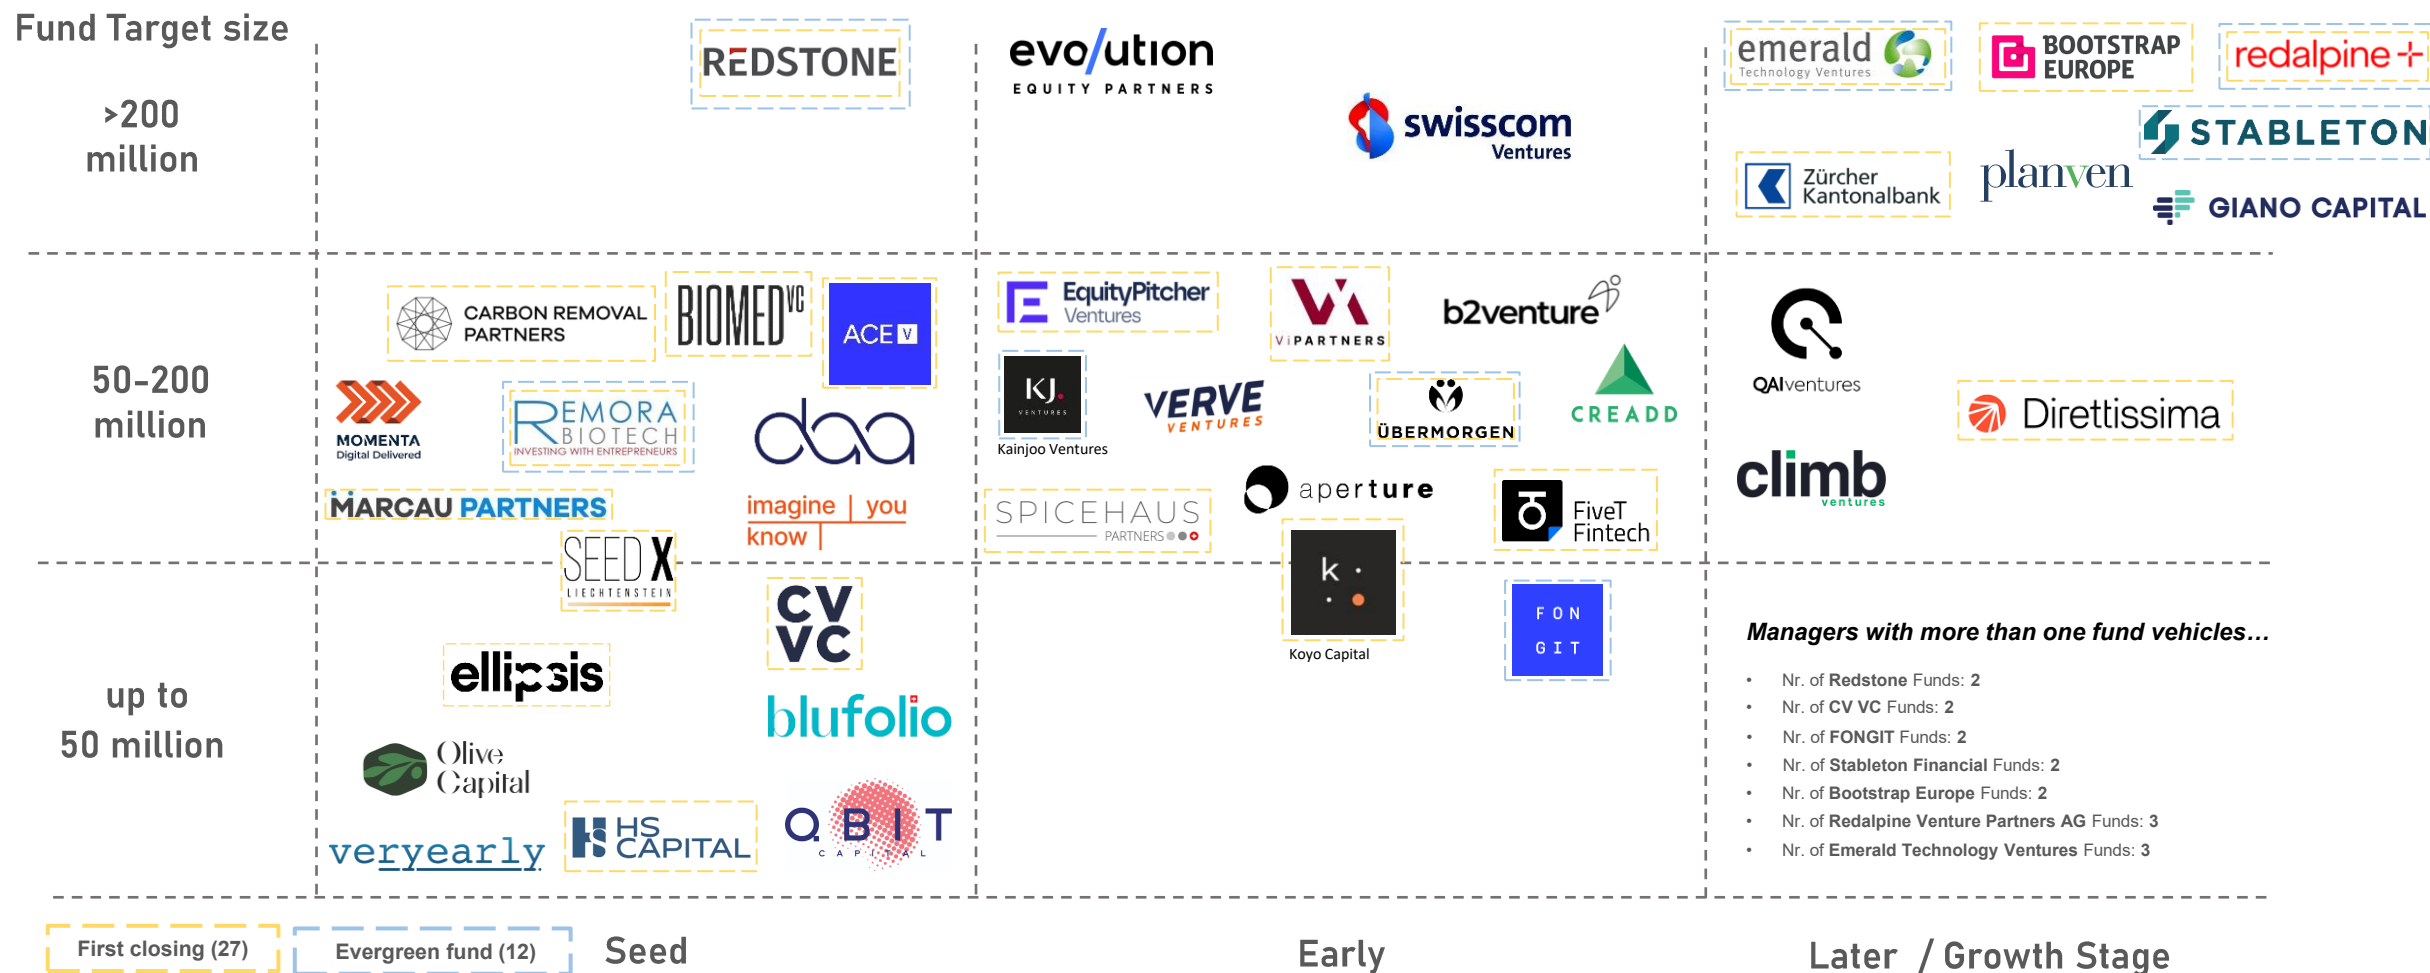 Fund Target size
>200
million
REDSTONE
evo/ution
EQUITY PARTNERS
swisscom
Ventures
emerald
Technology Ventures
BOOTSTRAP
EUROPE
redalpine+
STABLETON
Zürcher
Kantonalbank
planven
GIANO CAPITAL
50-200
million
CARBON REMOVAL
PARTNERS
BIOMED VC
ACE V
MOMENTA
Digital Delivered
REMORA
BIOTECH
INVESTING WITH ENTREPRENEURS
daa
MARCAU PARTNERS
imagine | you
know |
SEED X
LIECHTENSTEIN
EquityPitcher
Ventures
ViPARTNERS
b2venture
KJ.
VENTURES
Kainjoo Ventures
VERVE
VENTURES
ÜBERMORGEN
CREADD
SPICEHAUS
PARTNERS
aperture
FiveT
Fintech
k
Koyo Capital
QAIventures
Direttissima
climb
ventures
up to
50 million
CV
VC
ellipsis
blufolio
Olive
Capital
veryearly
HS
HS
CAPITAL
QBIT
CAPITAL
FON
GIT
Managers with more than one fund vehicles…
• Nr. of Redstone Funds: 2
• Nr. of CV VC Funds: 2
• Nr. of FONGIT Funds: 2
• Nr. of Stableton Financial Funds: 2
• Nr. of Bootstrap Europe Funds: 2
• Nr. of Redalpine Venture Partners AG Funds: 3
• Nr. of Emerald Technology Ventures Funds: 3
First closing (27)
Evergreen fund (12)
Seed
Early
Later / Growth Stage